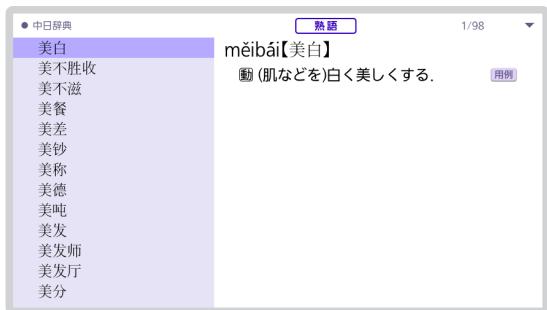 ● 中日辞典 熟語 1/98 ▼
美白
美不胜收
美不滋
美餐
美差
美钞
美称
美德
美吨
美发
美发师
美发厅
美分
měibái【美白】
動 (肌などを)白く美しくする. 用例